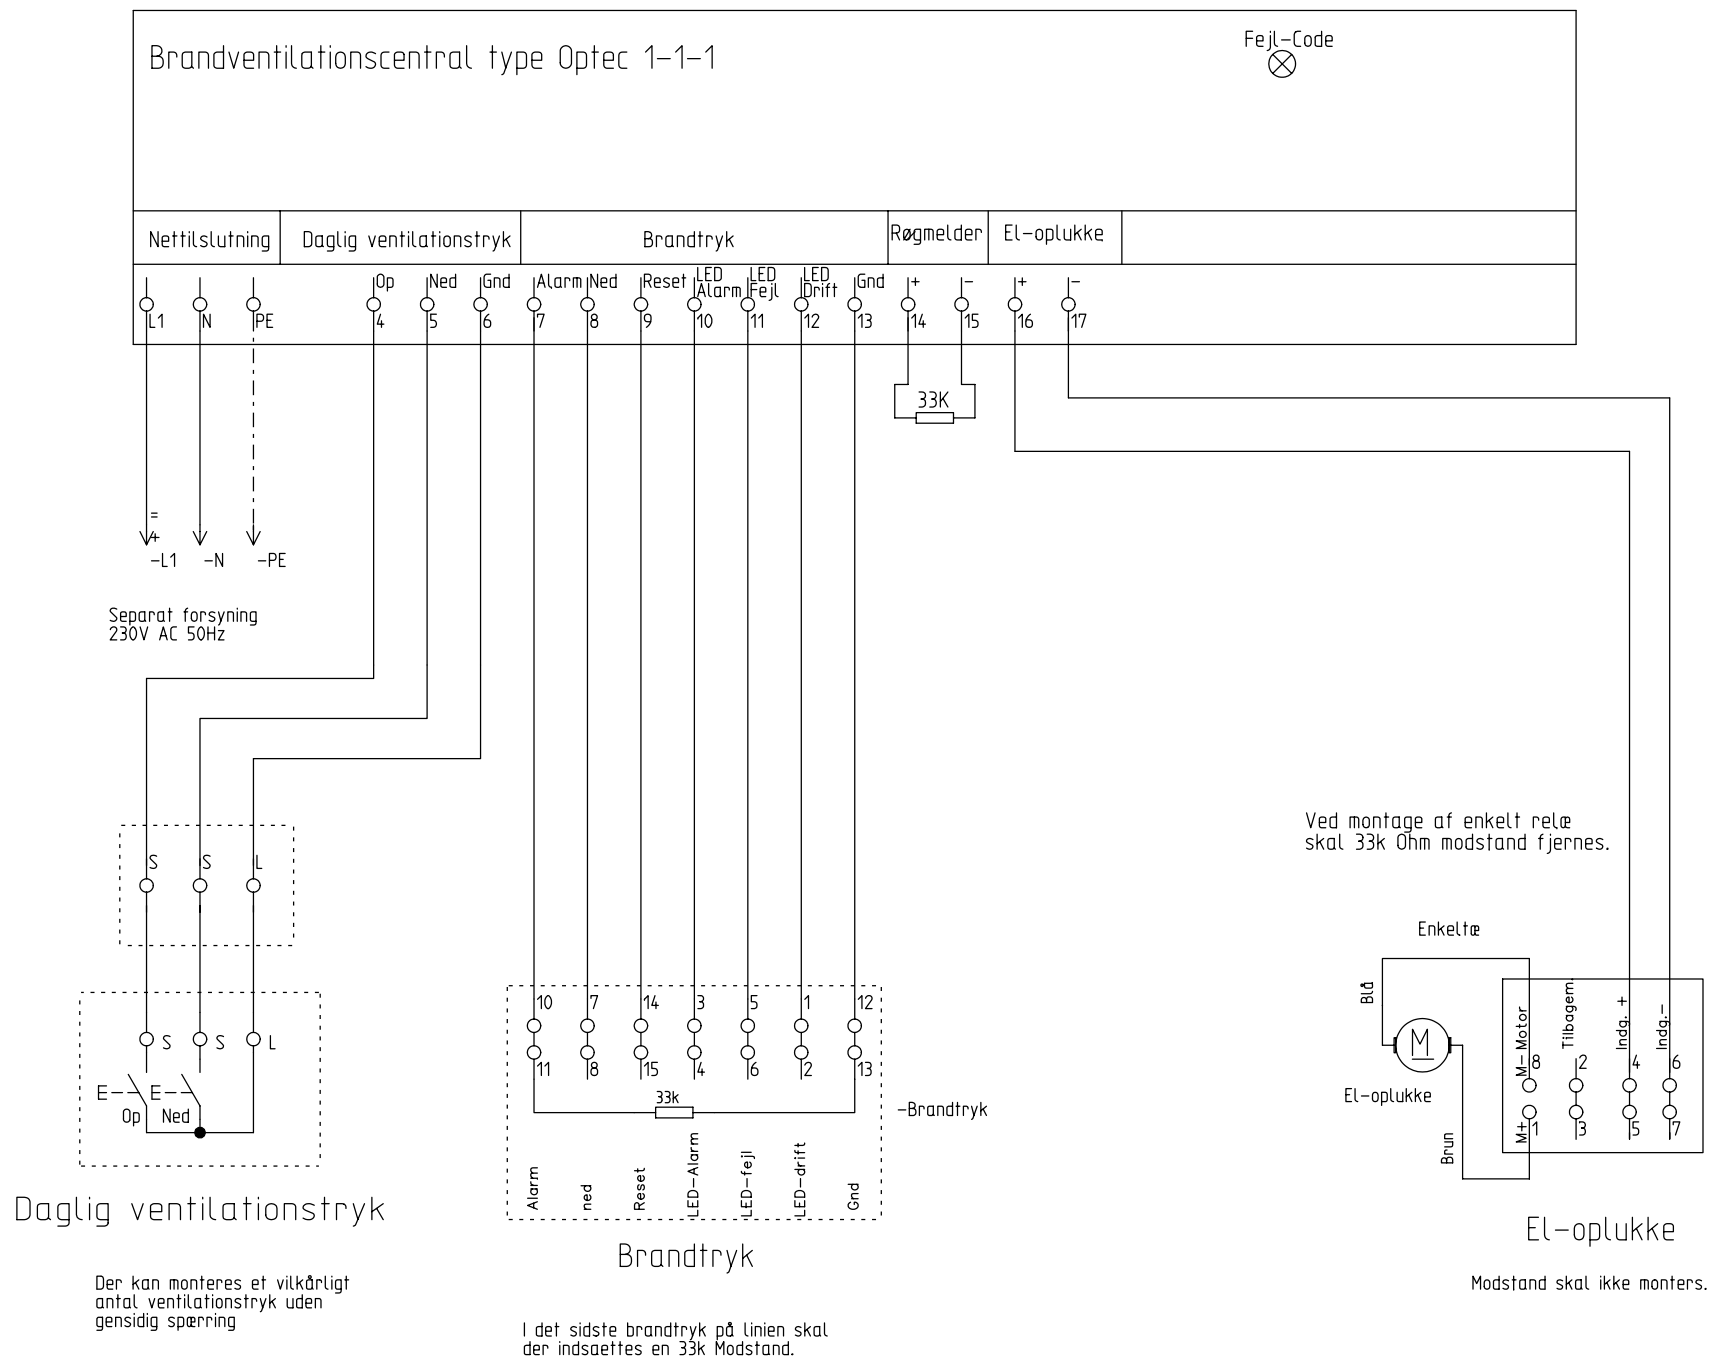 Brandventilationscentral type Optec 1-1-1
Fejl-Code
Nettilslutning
Daglig ventilationstryk
Brandtryk
Røgmelder
El-oplukke
Op
Ned
Gnd
Alarm
Ned
Reset
LED
Alarm
LED
Fejl
LED
Drift
Gnd
+
-
+
-
L1
N
PE
4
5
6
7
8
9
10
11
12
13
14
15
16
17
33K
=
+
-L1
-N
-PE
Separat forsyning
230V AC 50Hz
S
S
L
S
S
L
E
E
Op
Ned
Daglig ventilationstryk
Der kan monteres et vilkårligt
antal ventilationstryk uden
gensidig spærring
10
7
14
3
5
1
12
11
8
15
4
6
2
13
33k
-Brandtryk
Alarm
ned
Reset
LED-Alarm
LED-fejl
LED-drift
Gnd
Brandtryk
I det sidste brandtryk på linien skal
der indsaettes en 33k Modstand.
Ved montage af enkelt relæ
skal 33k Ohm modstand fjernes.
Enkeltæ
Blå
M
El-oplukke
Brun
M- Motor
Tilbagem.
Indg. +
Indg.-
8
2
4
6
M+
1
3
5
7
El-oplukke
Modstand skal ikke monters.